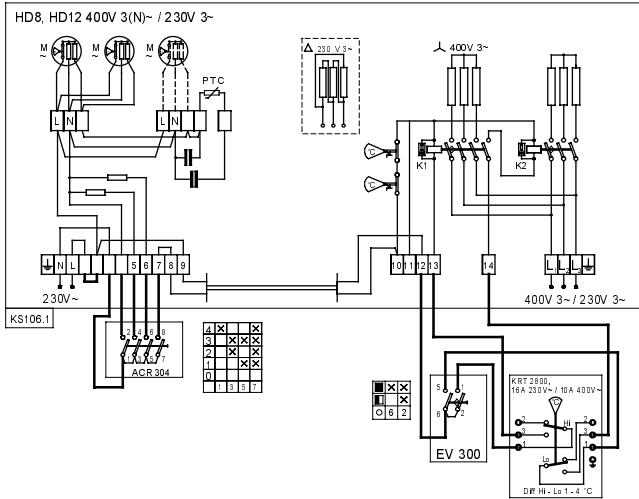 HD8, HD12 400V 3(N)~ / 230V 3~
M
~
M
~
M
~
PTC
L N
L N
230 V 3~
400V 3~
°C
°C
K1
K2
N L 5 6 7 8 9
10 11 12 13
14
L1 L2 L3
230V~
400V 3~ / 230V 3~
KS106.1
2 4 6 8
1 3 5 7
ACR 304
4
3
2
1
0
1 3 5 7
6 2
5 1
6 2
EV 300
KRT 2800,
16A 230V~ / 10A 400V~
°C
Hi
2
3
1
Lo
2
3
1
Diff Hi - Lo 1 - 4 °C